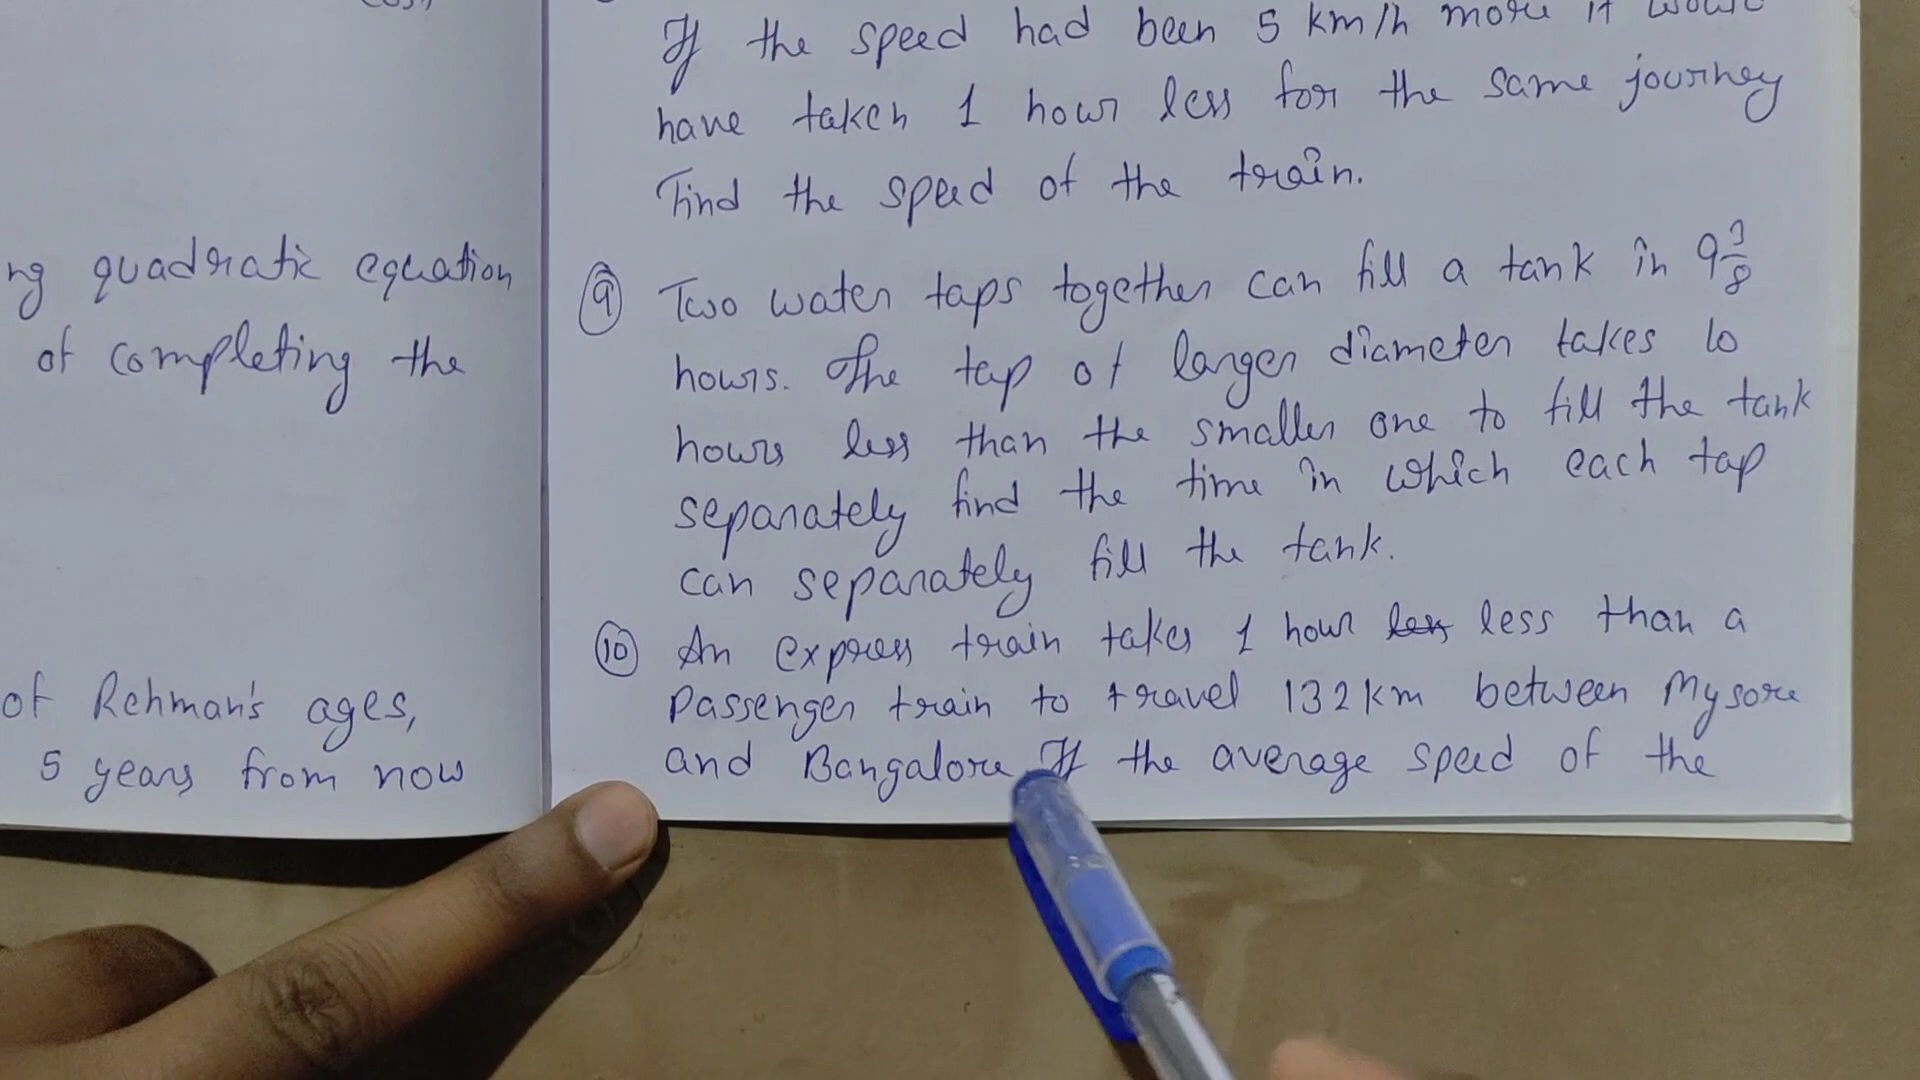 ng quadratic equation
of completing the
of Rehman's ages,
5 years from now
If the speed had been 5 km/h more it would
have taken 1 hour less for the same journey
Find the speed of the train.
9 Two water taps together can fill a tank in 9 3/8
hours. The tap of larger diameter takes 10
hours less than the smaller one to fill the tank
separately find the time in which each tap
can separately fill the tank.
10 An express train takes 1 hour less less than a
passenger train to travel 132 km between Mysore
and Bangalore If the average speed of the